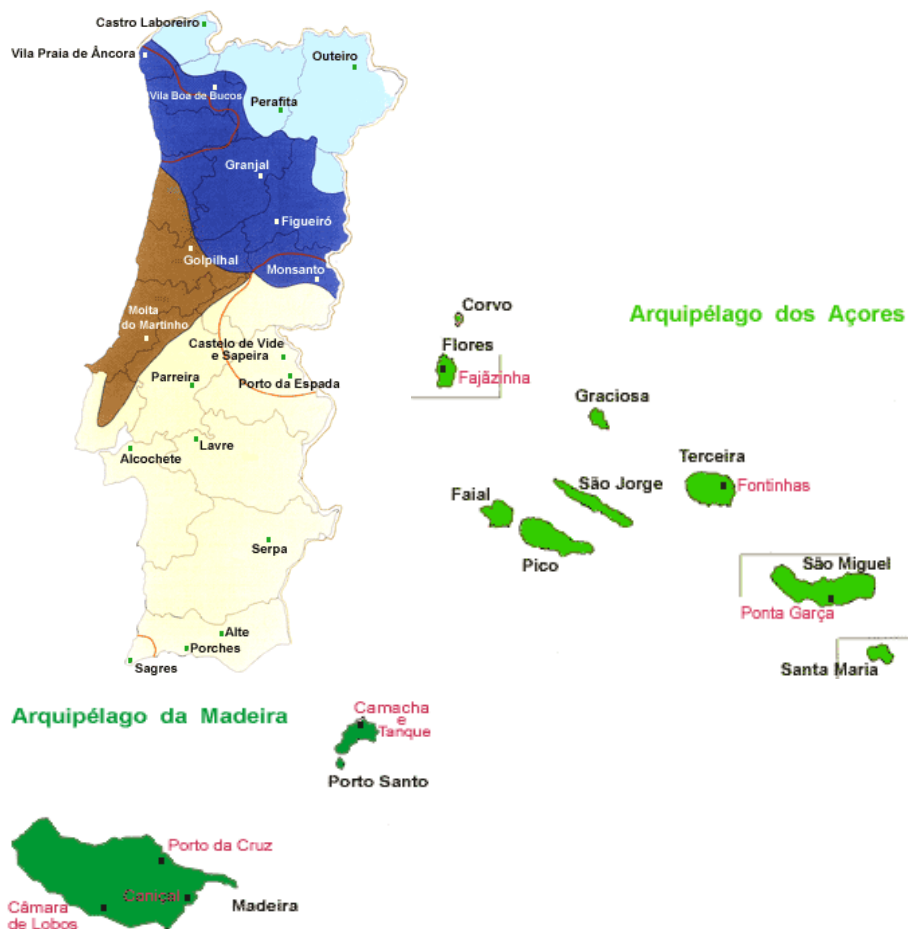 Castro Laboreiro
Vila Praia de Âncora
Outeiro
Vila Boa de Bucos
Perafita
Granjal
Figueiró
Golpilhal
Monsanto
Moita
do Martinho
Castelo de Vide
e Sapeira
Parreira
Porto da Espada
Lavre
Alcochete
Serpa
Alte
Porches
Sagres
Arquipélago dos Açores
Corvo
Flores
Fajãzinha
Graciosa
Terceira
Fontinhas
São Jorge
Faial
Pico
São Miguel
Ponta Garça
Santa Maria
Arquipélago da Madeira
Camacha
e
Tanque
Porto Santo
Porto da Cruz
Caniçal
Câmara
de Lobos
Madeira